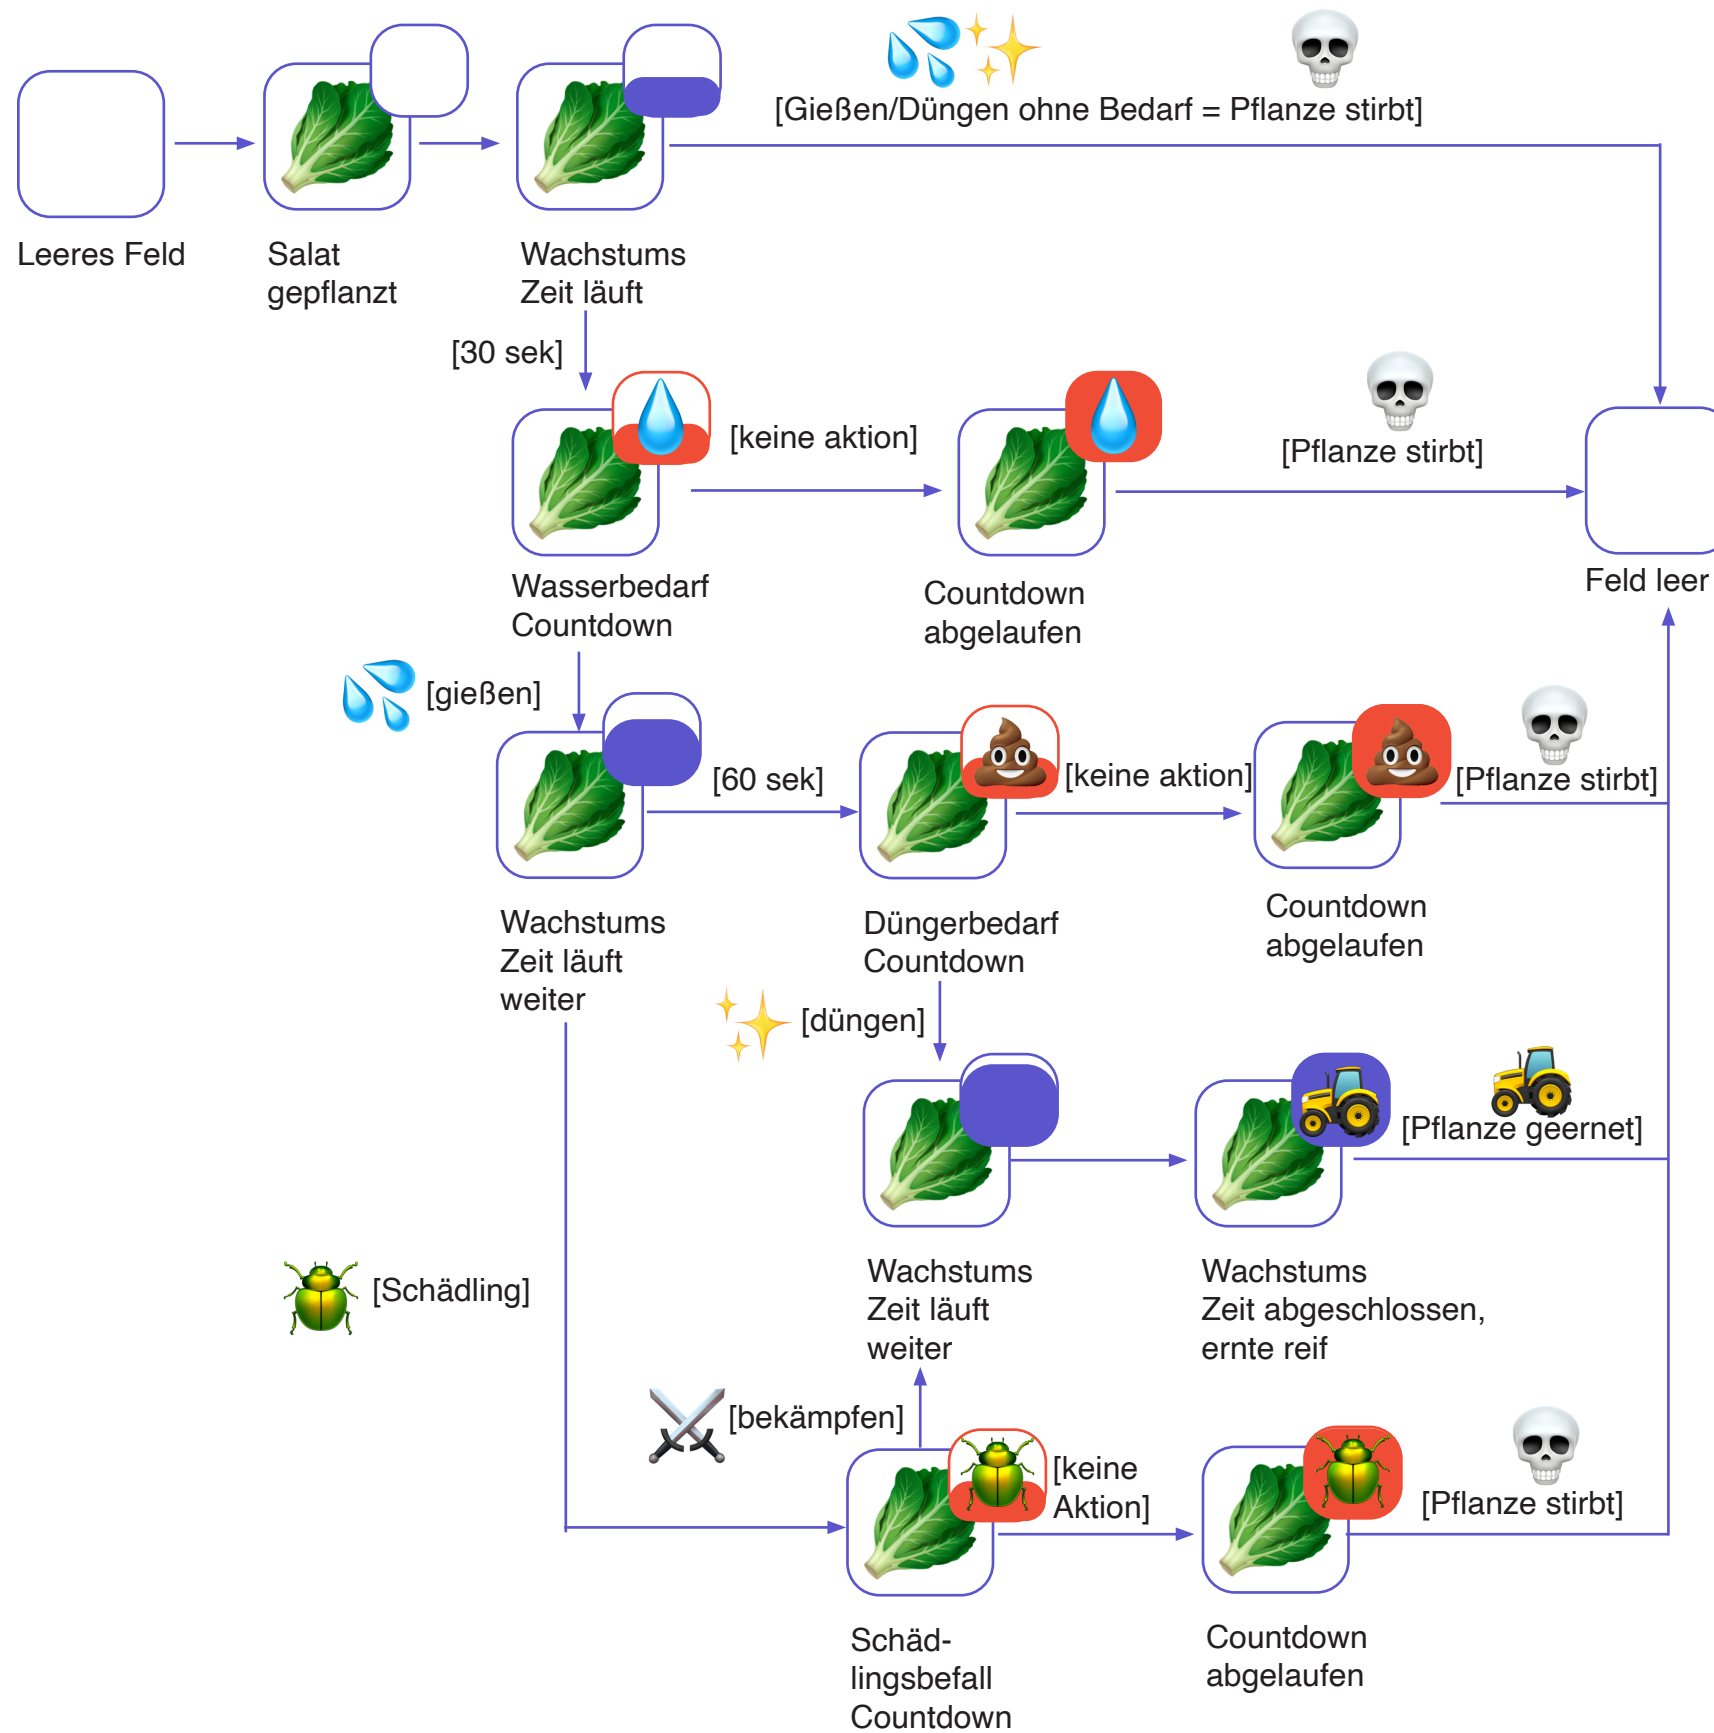 [Gießen/Düngen ohne Bedarf = Pflanze stirbt]
Leeres Feld
Salat
gepflanzt
Wachstums
Zeit läuft
[30 sek]
[keine aktion]
[Pflanze stirbt]
Wasserbedarf
Countdown
Countdown
abgelaufen
Feld leer
[gießen]
[60 sek]
[keine aktion]
[Pflanze stirbt]
Wachstums
Zeit läuft
weiter
Düngerbedarf
Countdown
Countdown
abgelaufen
[düngen]
[Pflanze geernet]
Wachstums
Zeit läuft
weiter
Wachstums
Zeit abgeschlossen,
ernte reif
[Schädling]
[bekämpfen]
[keine
Aktion]
[Pflanze stirbt]
Schäd-
lingsbefall
Countdown
Countdown
abgelaufen